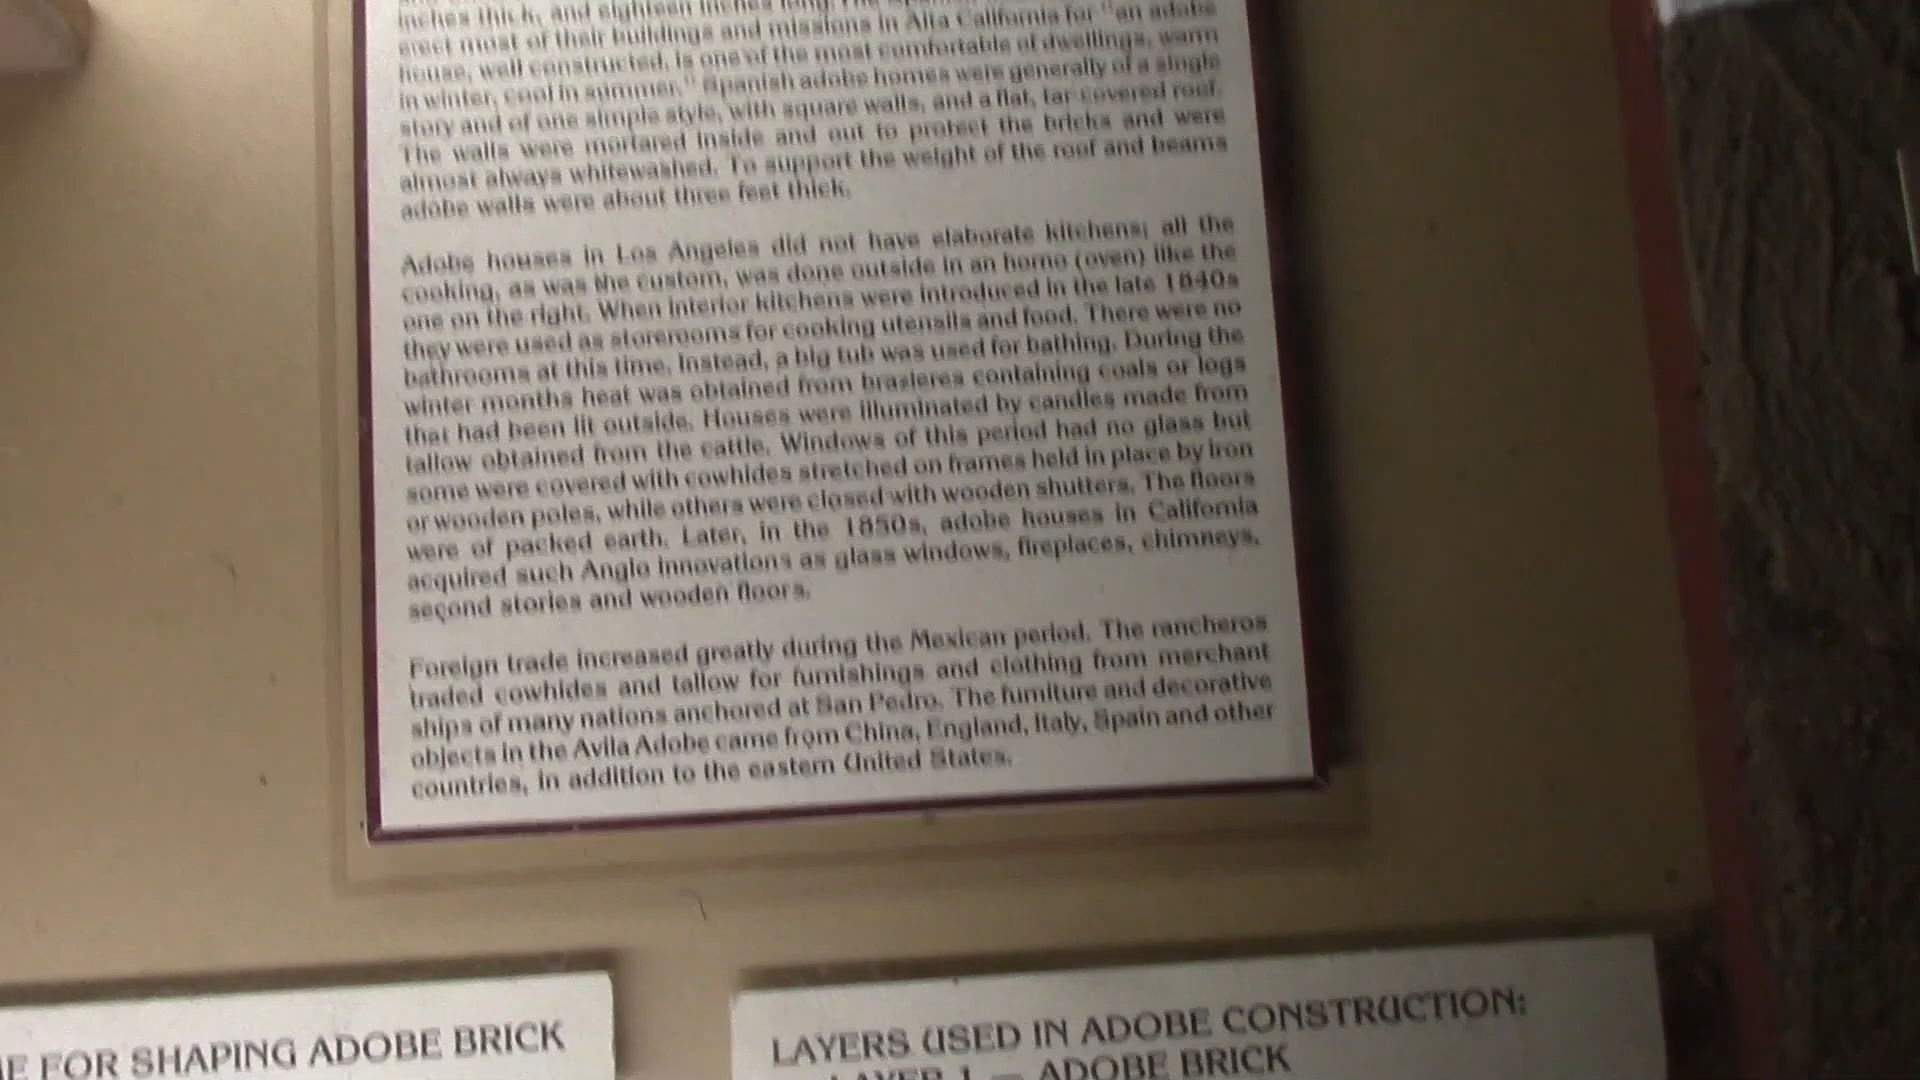 inches thick, and eighteen inches long. The
erect most of their buildings and missions in Alta California for "an adobe
house, well constructed, is one of the most comfortable of dwellings, warm
in winter, cool in summer." Spanish adobe homes were generally of a single
story and of one simple style, with square walls, and a flat, tar covered roof.
The walls were mortared inside and out to protect the bricks and were
almost always whitewashed. To support the weight of the roof and beams
adobe walls were about three feet thick.
Adobe houses in Los Angeles did not have elaborate kitchens; all the
cooking, as was the custom, was done outside in an horno (oven) like the
one on the right. When interior kitchens were introduced in the late 1840s
they were used as storerooms for cooking utensils and food. There were no
bathrooms at this time. Instead, a big tub was used for bathing. During the
winter months heat was obtained from brasieres containing coals or logs
that had been lit outside. Houses were illuminated by candles made from
tallow obtained from the cattle. Windows of this period had no glass but
some were covered with cowhides stretched on frames held in place by iron
or wooden poles, while others were closed with wooden shutters. The floors
were of packed earth. Later, in the 1850s, adobe houses in California
acquired such Anglo innovations as glass windows, fireplaces, chimneys,
second stories and wooden floors.
Foreign trade increased greatly during the Mexican period. The rancheros
traded cowhides and tallow for furnishings and clothing from merchant
ships of many nations anchored at San Pedro. The furniture and decorative
objects in the Avila Adobe came from China, England, Italy, Spain and other
countries, in addition to the eastern United States.
FOR SHAPING ADOBE BRICK
LAYERS USED IN ADOBE CONSTRUCTION:
LAYER 1 — ADOBE BRICK